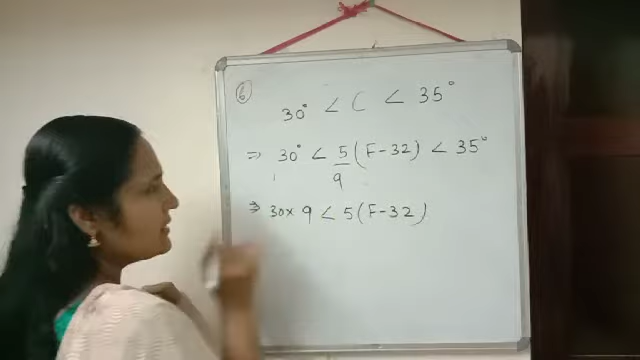 ⑥ 30° < C < 35°
⇒ 30° < 5/9 (F-32) < 35°
⇒ 30× 9 < 5(F-32)